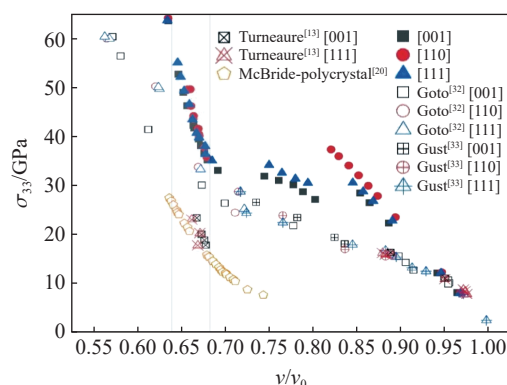 σ33/GPa
60
50
40
30
20
10
0
0.55 0.60 0.65 0.70 0.75 0.80 0.85 0.90 0.95 1.00
v/v0
Turneaure[13] [001]
Turneaure[13] [111]
McBride-polycrystal[20]
[001]
[110]
[111]
Goto[32] [001]
Goto[32] [110]
Goto[32] [111]
Gust[33] [001]
Gust[33] [110]
Gust[33] [111]